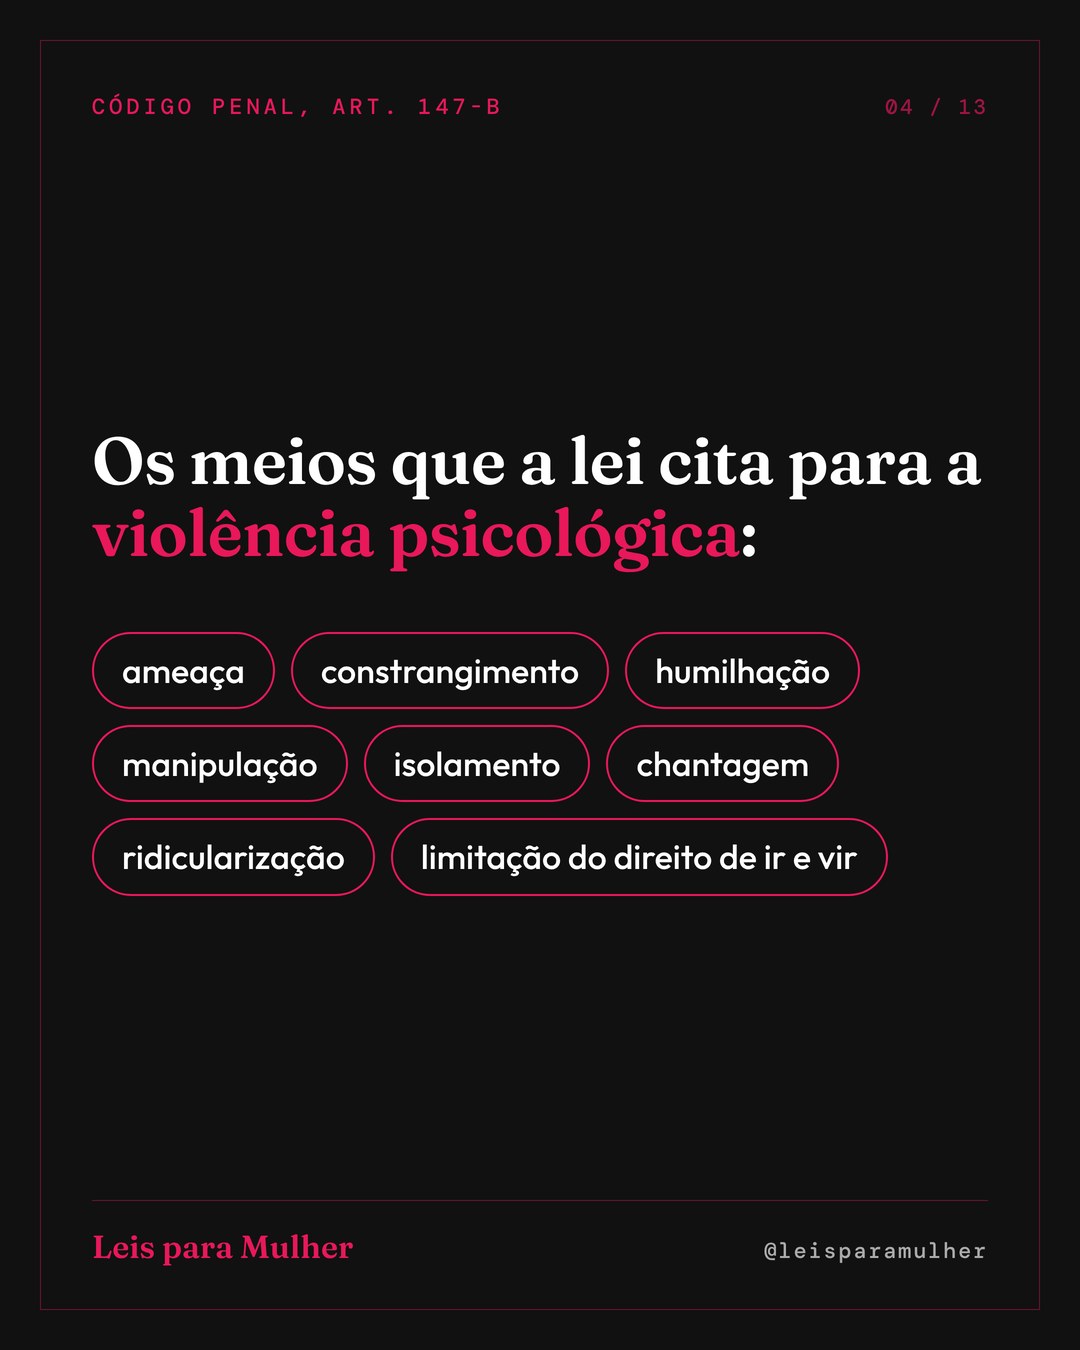 CÓDIGO PENAL, ART. 147-B
04 / 13
Os meios que a lei cita para a
violência psicológica:
ameaça
constrangimento
humilhação
manipulação
isolamento
chantagem
ridicularização
limitação do direito de ir e vir
Leis para Mulher
@leisparamulher